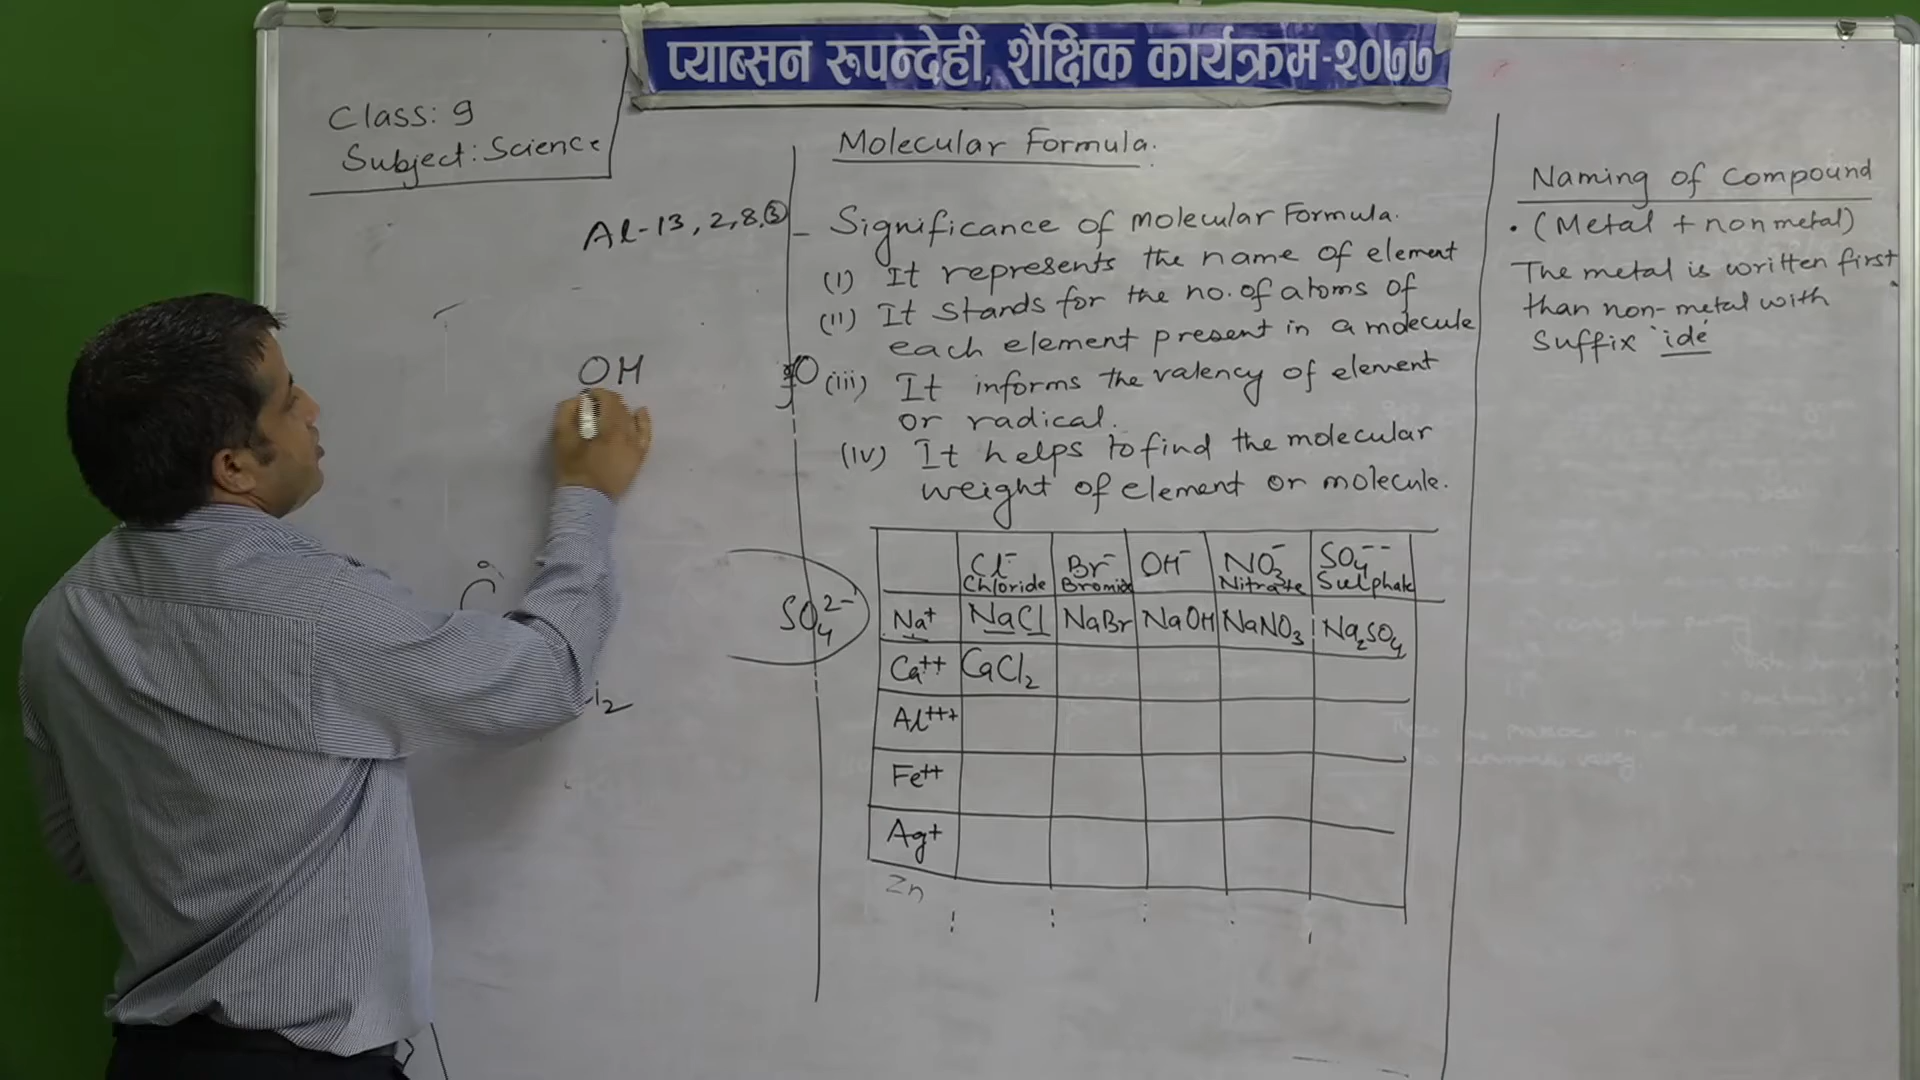 प्याब्सन रूपन्देही, शैक्षिक कार्यक्रम-२०७७
Class: 9
Subject: Science
Al-13, 2,8,3
OH
SO₄²⁻
Molecular Formula.
- Significance of molecular Formula.
(i) It represents the name of element
(ii) It stands for the no. of atoms of
each element present in a molecule
(iii) It informs the valency of element
or radical.
(iv) It helps to find the molecular
weight of element or molecule.
Cl⁻ Br⁻ OH⁻ NO₃⁻ SO₄⁻⁻
Chloride Bromide Nitrate Sulphate
Na⁺ NaCl NaBr NaOH NaNO₃ Na₂SO₄
Ca⁺⁺ CaCl₂
Al⁺⁺⁺
Fe⁺⁺
Ag⁺
Zn
Naming of Compound
• (Metal + nonmetal)
The metal is written first
than non-metal with
Suffix 'ide'